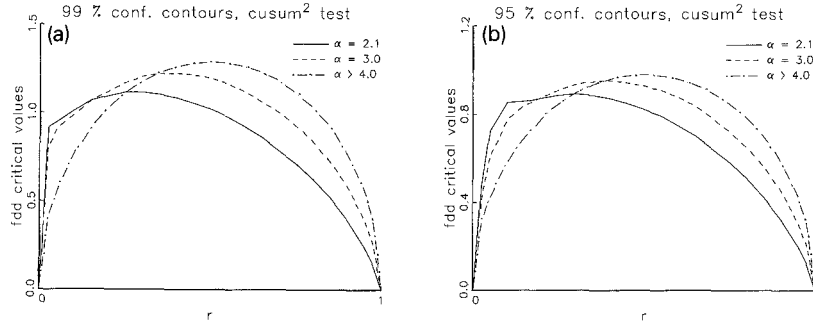 99 % conf. contours, cusum² test
(a)
α = 2.1
α = 3.0
α > 4.0
fdd critical values
0.0
0.5
1.0
1.5
0
1
r
95 % conf. contours, cusum² test
(b)
α = 2.1
α = 3.0
α > 4.0
fdd critical values
0.0
0.4
0.8
1.2
0
r